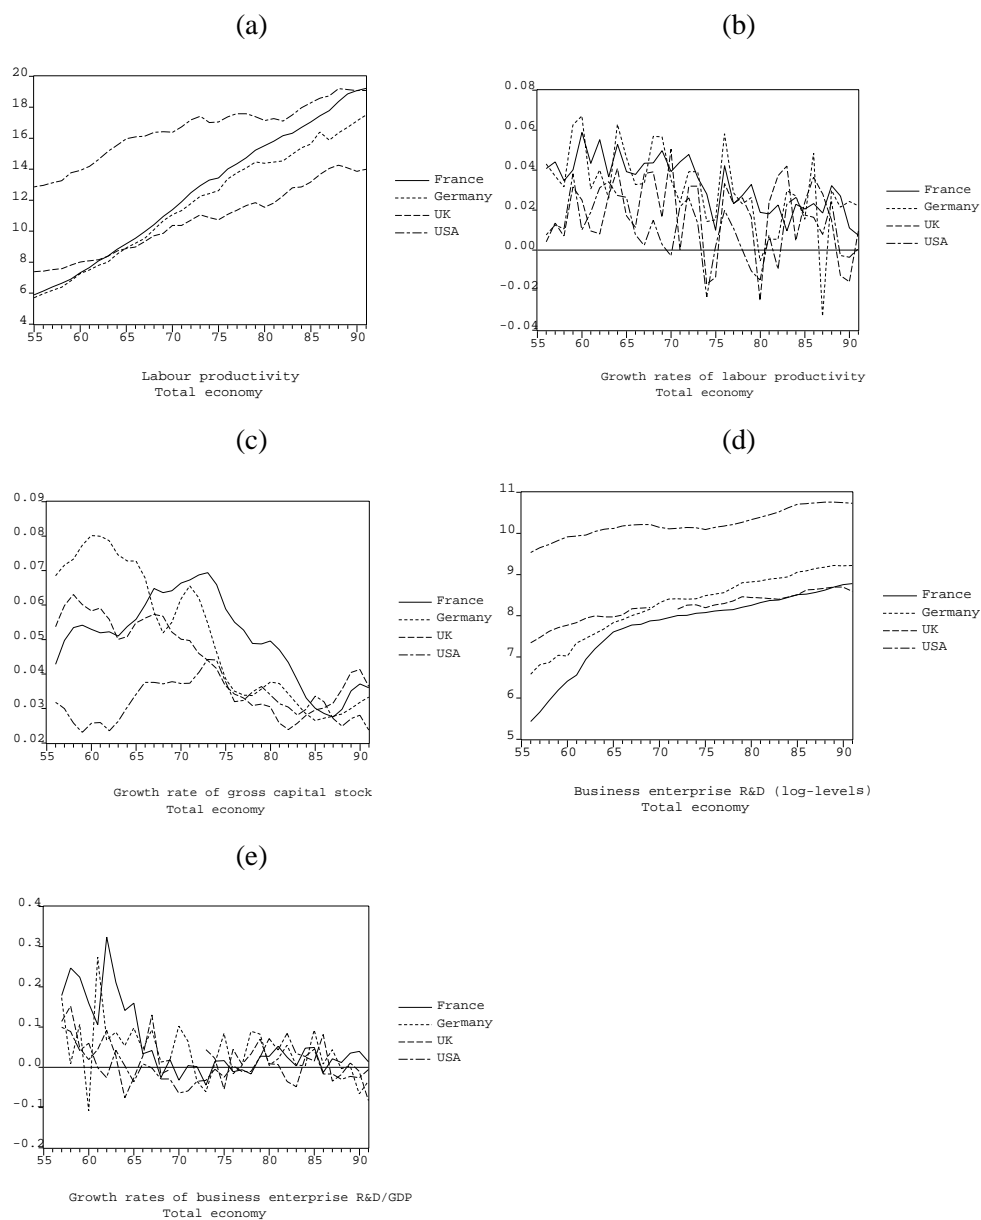 (a)
20
18
16
14
12
10
8
6
4
55 60 65 70 75 80 85 90
France
Germany
UK
USA
Labour productivity
Total economy
(b)
0.08
0.06
0.04
0.02
0.00
-0.02
-0.04
55 60 65 70 75 80 85 90
France
Germany
UK
USA
Growth rates of labour productivity
Total economy
(c)
0.09
0.08
0.07
0.06
0.05
0.04
0.03
0.02
55 60 65 70 75 80 85 90
France
Germany
UK
USA
Growth rate of gross capital stock
Total economy
(d)
11
10
9
8
7
6
5
55 60 65 70 75 80 85 90
France
Germany
UK
USA
Business enterprise R&D (log-levels)
Total economy
(e)
0.4
0.3
0.2
0.1
0.0
-0.1
-0.2
55 60 65 70 75 80 85 90
France
Germany
UK
USA
Growth rates of business enterprise R&D/GDP
Total economy